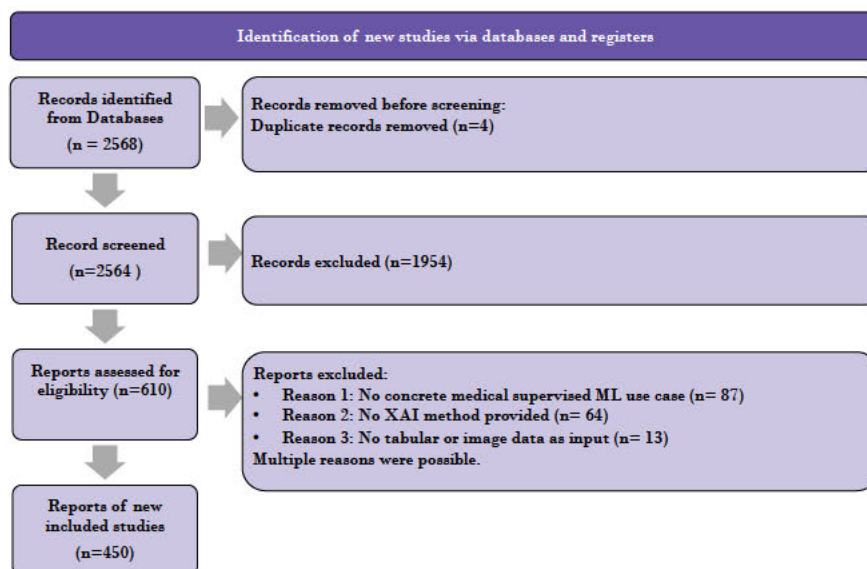 Identification of new studies via databases and registers
Records identified
from Databases
(n = 2568)
Records removed before screening:
Duplicate records removed (n=4)
Record screened
(n=2564 )
Records excluded (n=1954)
Reports assessed for
eligibility (n=610)
Reports excluded:
• Reason 1: No concrete medical supervised ML use case (n= 87)
• Reason 2: No XAI method provided (n= 64)
• Reason 3: No tabular or image data as input (n= 13)
Multiple reasons were possible.
Reports of new
included studies
(n=450)